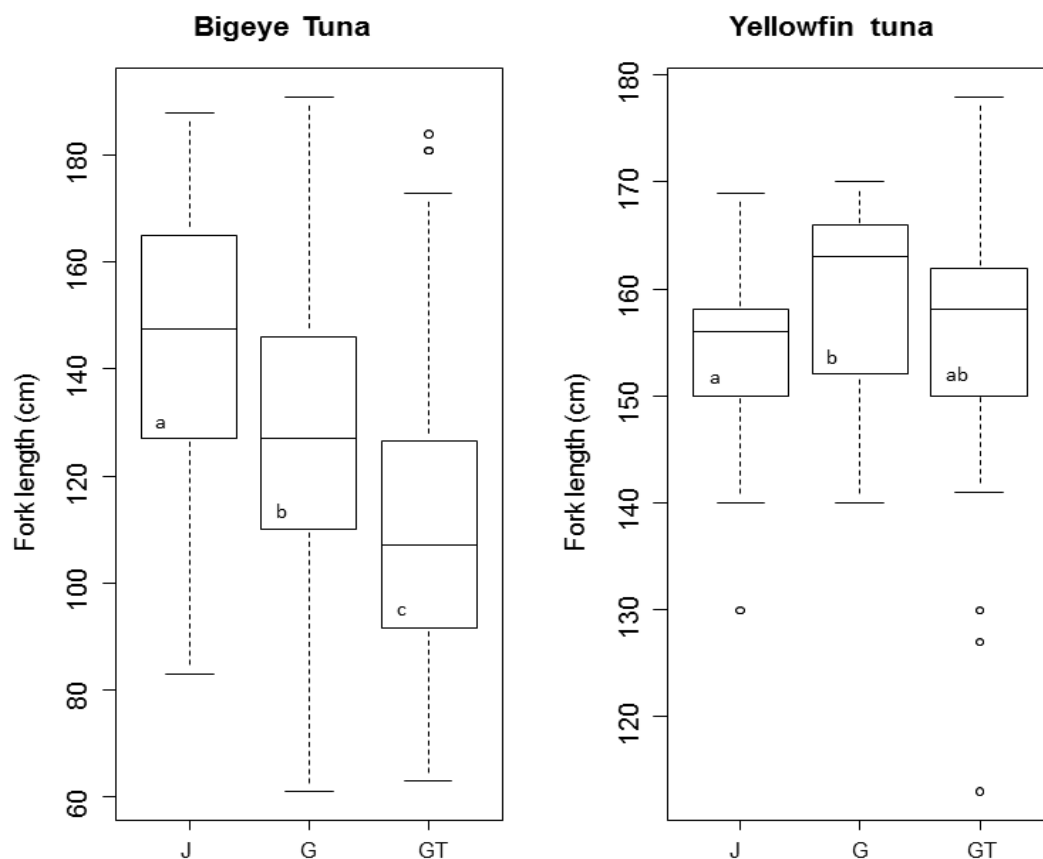 Bigeye Tuna
Fork length (cm)
180
160
140
120
100
80
60
a
b
c
J G GT
Yellowfin tuna
Fork length (cm)
180
170
160
150
140
130
120
a
b
ab
J G GT